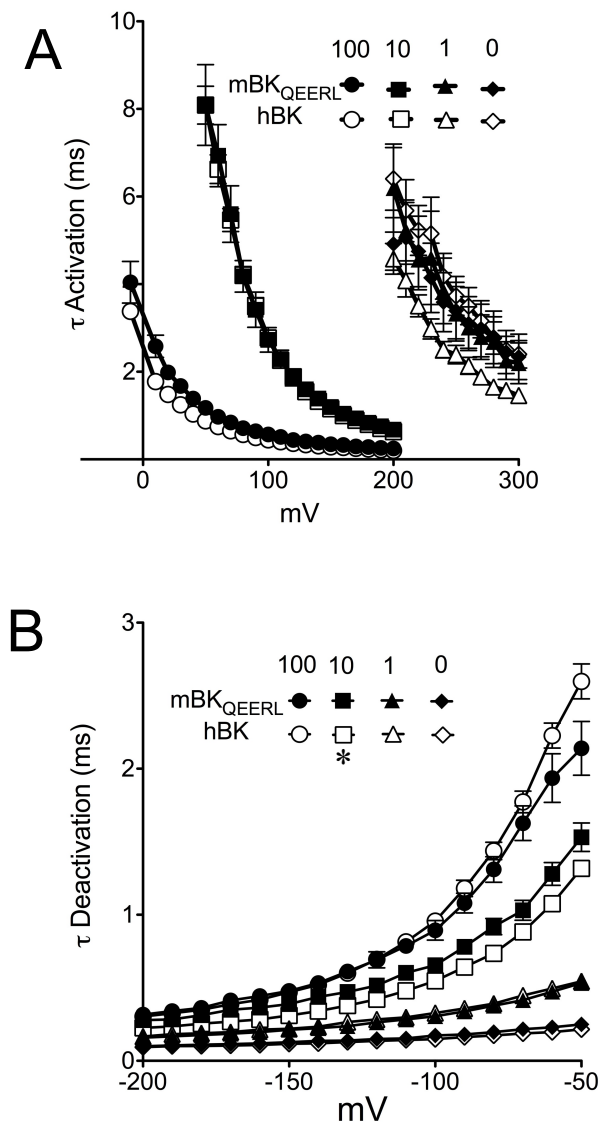 A
10
8
6
2
τ Activation (ms)
100 10 1 0
mBKQEERL
hBK
0 100 200 300
mV
B
3
2
1
0
τ Deactivation (ms)
100 10 1 0
mBKQEERL
hBK
*
-200 -150 -100 -50
mV